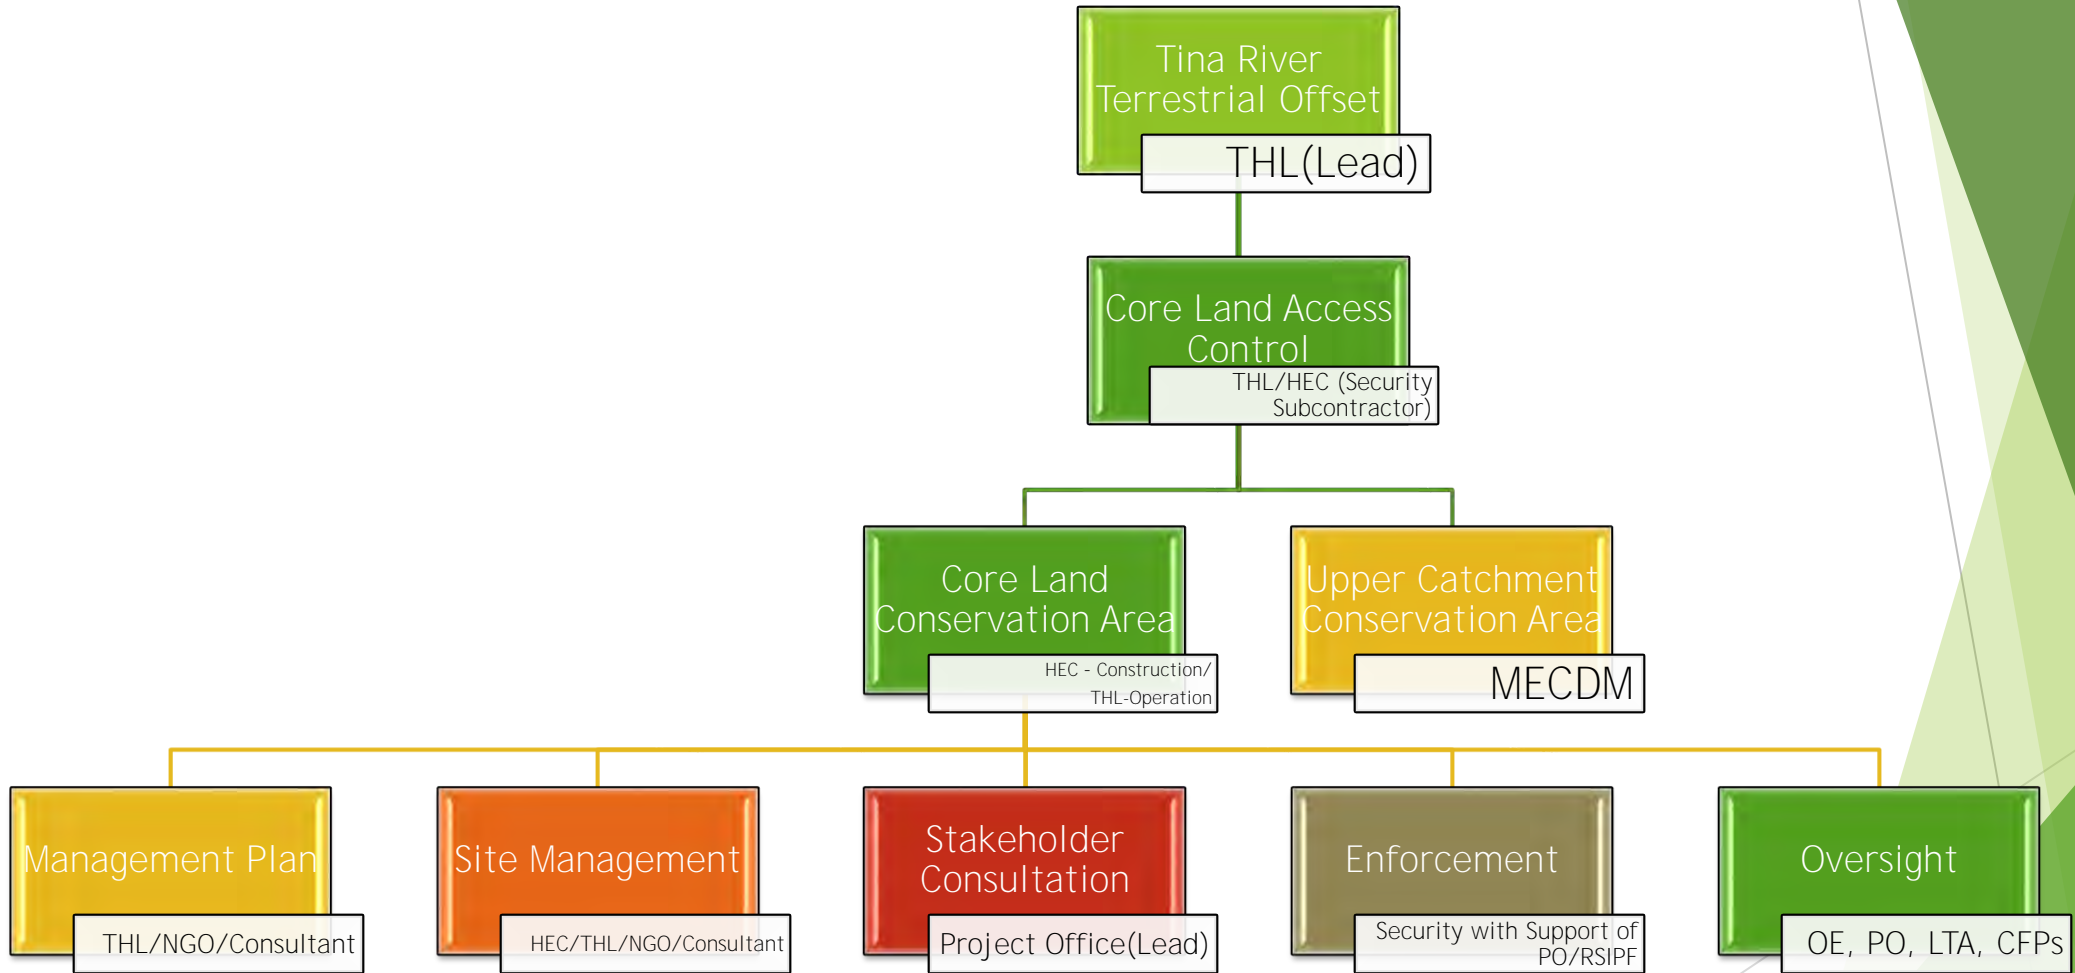 Tina River
Terrestrial Offset
THL(Lead)
Core Land Access
Control
THL/HEC (Security
Subcontractor)
Core Land
Conservation Area
HEC - Construction/
THL-Operation
Upper Catchment
Conservation Area
MECDM
Management Plan
THL/NGO/Consultant
Site Management
HEC/THL/NGO/Consultant
Stakeholder
Consultation
Project Office(Lead)
Enforcement
Security with Support of
PO/RSIPF
Oversight
OE, PO, LTA, CFPs